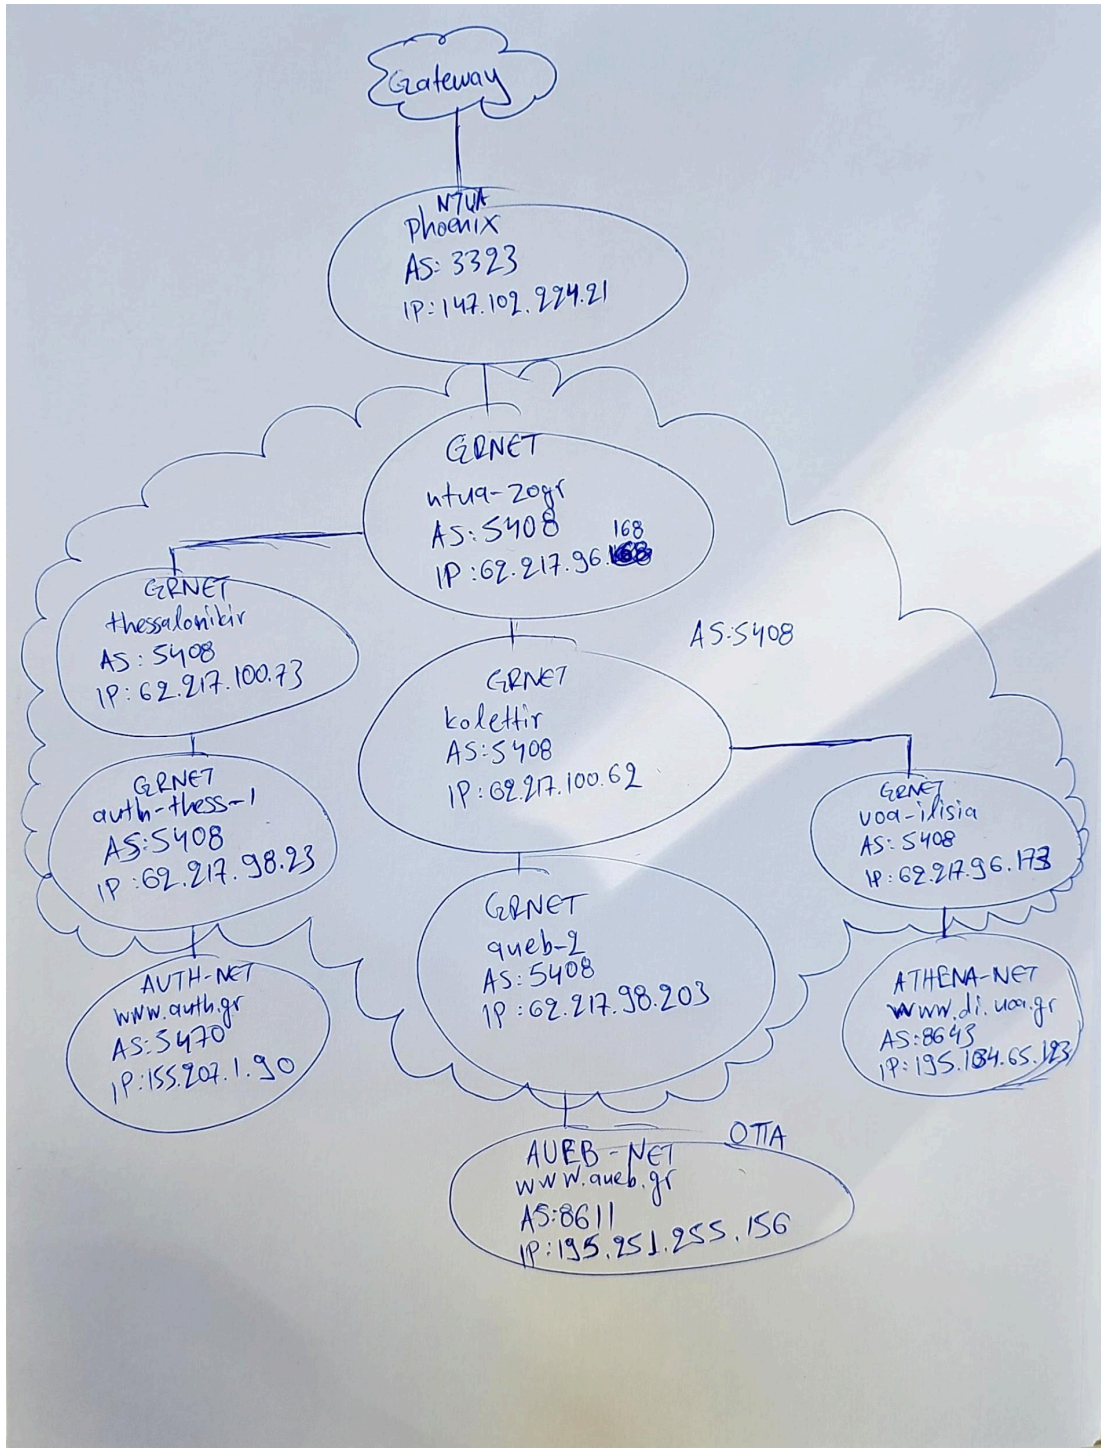 Gateway
NTUA
Phoenix
AS: 3323
IP: 147.102.224.21
GRNET
ntua-zogr
AS: 5408
168
IP: 62.217.96.
GRNET
thessalonikir
AS: 5408
IP: 62.217.100.73
AS: 5408
GRNET
kolettir
AS: 5408
IP: 62.217.100.62
GRNET
auth-thess-1
AS: 5408
IP: 62.217.98.23
GRNET
uoa-ilisia
AS: 5408
IP: 62.217.96.173
GRNET
aueb-2
AS: 5408
IP: 62.217.98.203
AUTH-NET
www.auth.gr
AS: 5470
IP: 155.207.1.90
ATHENA-NET
www.di.uoa.gr
AS: 8643
IP: 195.134.65.123
ΟΠΑ
AUEB-NET
www.aueb.gr
AS: 8611
IP: 195.251.255.156